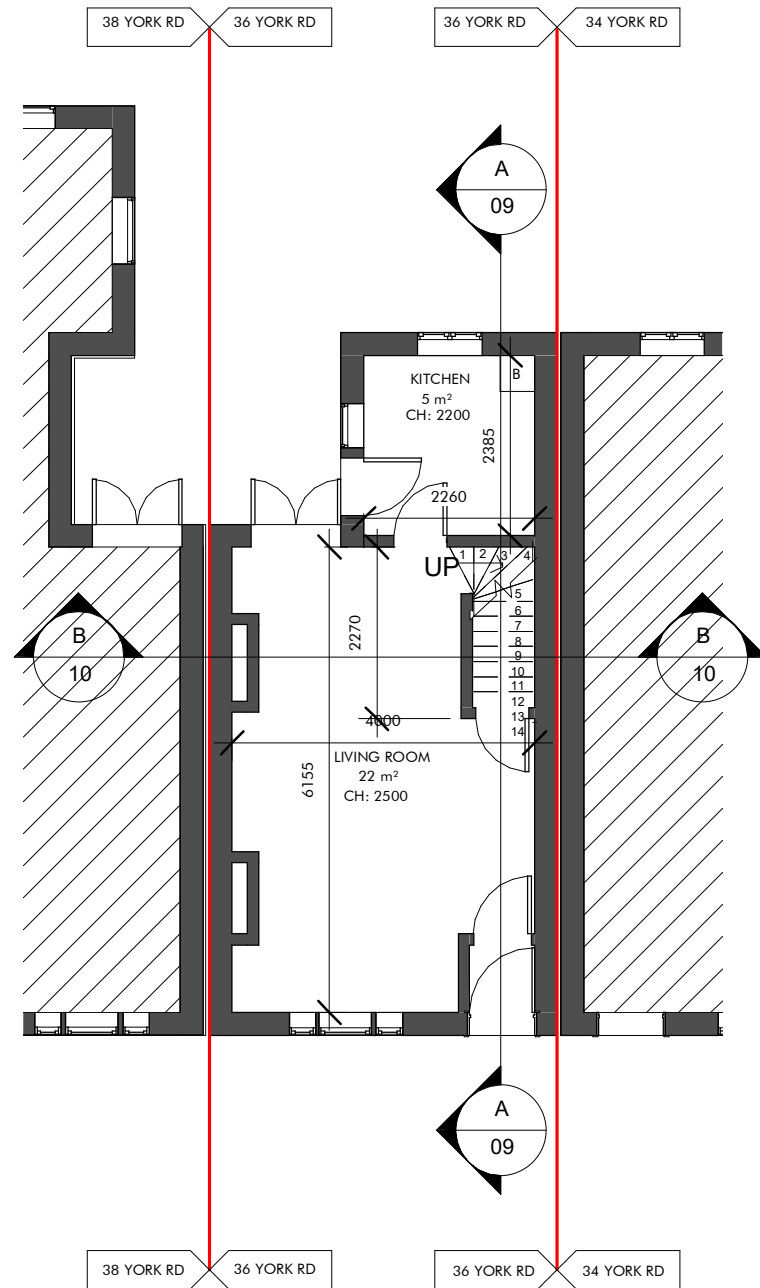 38 YORK RD
36 YORK RD
36 YORK RD
34 YORK RD
A
09
KITCHEN
5 m²
CH: 2200
B
2385
2260
UP
1
2
3
4
5
6
7
8
9
10
11
12
13
14
2270
B
10
B
10
4000
LIVING ROOM
22 m²
CH: 2500
6155
A
09
38 YORK RD
36 YORK RD
36 YORK RD
34 YORK RD